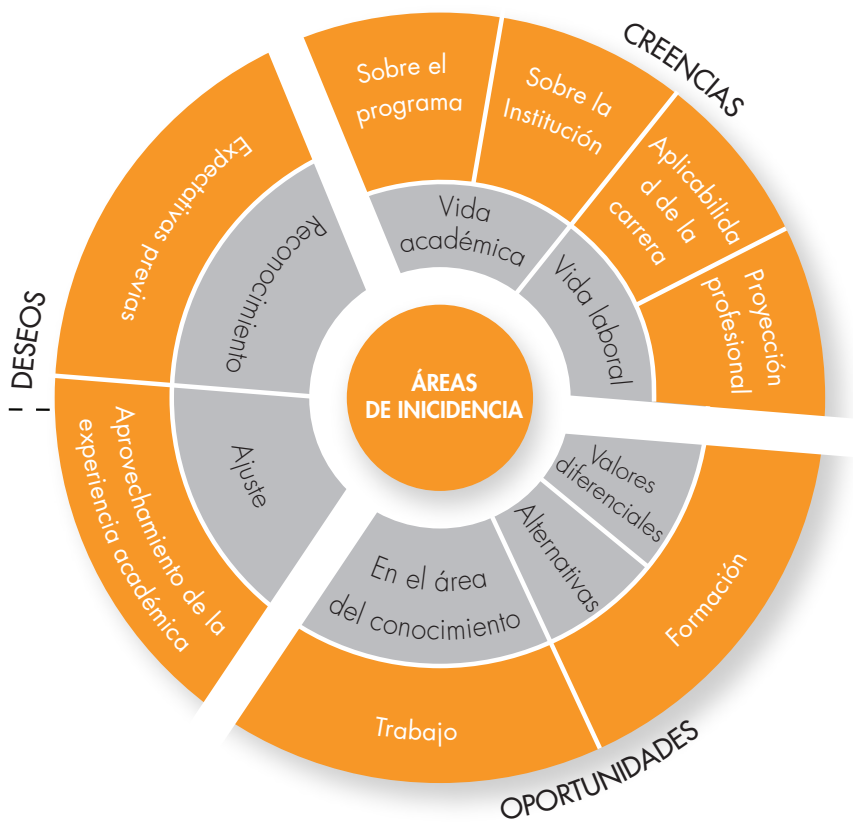 CREENCIAS
Sobre el
programa
Sobre la
Institución
Aplicabilida
d de la
carrera
Proyección
profesional
Vida
académica
Vida laboral
DESEOS
Expectativas previas
Reconocimiento
Aprovechamiento de la
experiencia académica
Ajuste
ÁREAS
DE INICIDENCIA
Valores
diferenciales
Alternativas
En el área
del conocimiento
Formación
Trabajo
OPORTUNIDADES